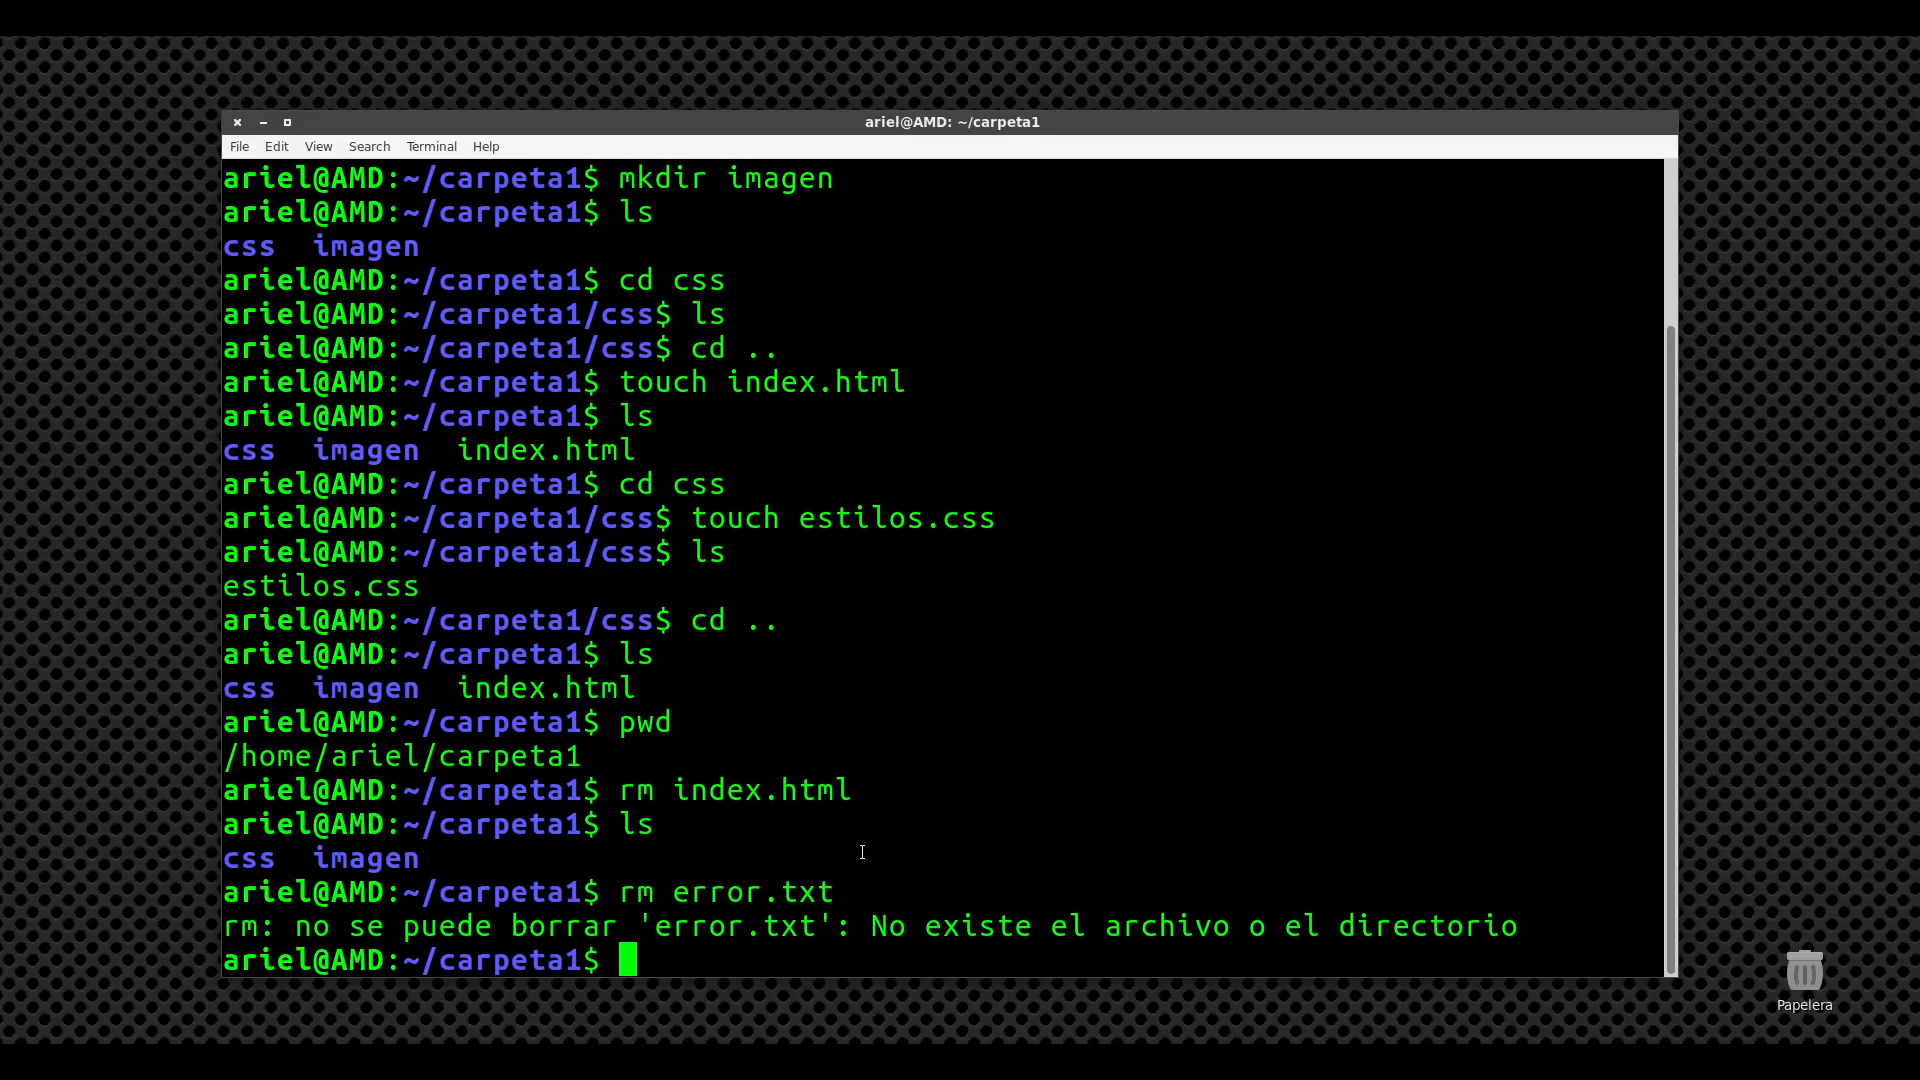 ariel@AMD: ~/carpeta1
File Edit View Search Terminal Help
ariel@AMD:~/carpeta1$ mkdir imagen
ariel@AMD:~/carpeta1$ ls
css  imagen
ariel@AMD:~/carpeta1$ cd css
ariel@AMD:~/carpeta1/css$ ls
ariel@AMD:~/carpeta1/css$ cd ..
ariel@AMD:~/carpeta1$ touch index.html
ariel@AMD:~/carpeta1$ ls
css  imagen  index.html
ariel@AMD:~/carpeta1$ cd css
ariel@AMD:~/carpeta1/css$ touch estilos.css
ariel@AMD:~/carpeta1/css$ ls
estilos.css
ariel@AMD:~/carpeta1/css$ cd ..
ariel@AMD:~/carpeta1$ ls
css  imagen  index.html
ariel@AMD:~/carpeta1$ pwd
/home/ariel/carpeta1
ariel@AMD:~/carpeta1$ rm index.html
ariel@AMD:~/carpeta1$ ls
css  imagen
ariel@AMD:~/carpeta1$ rm error.txt
rm: no se puede borrar 'error.txt': No existe el archivo o el directorio
ariel@AMD:~/carpeta1$
Papelera